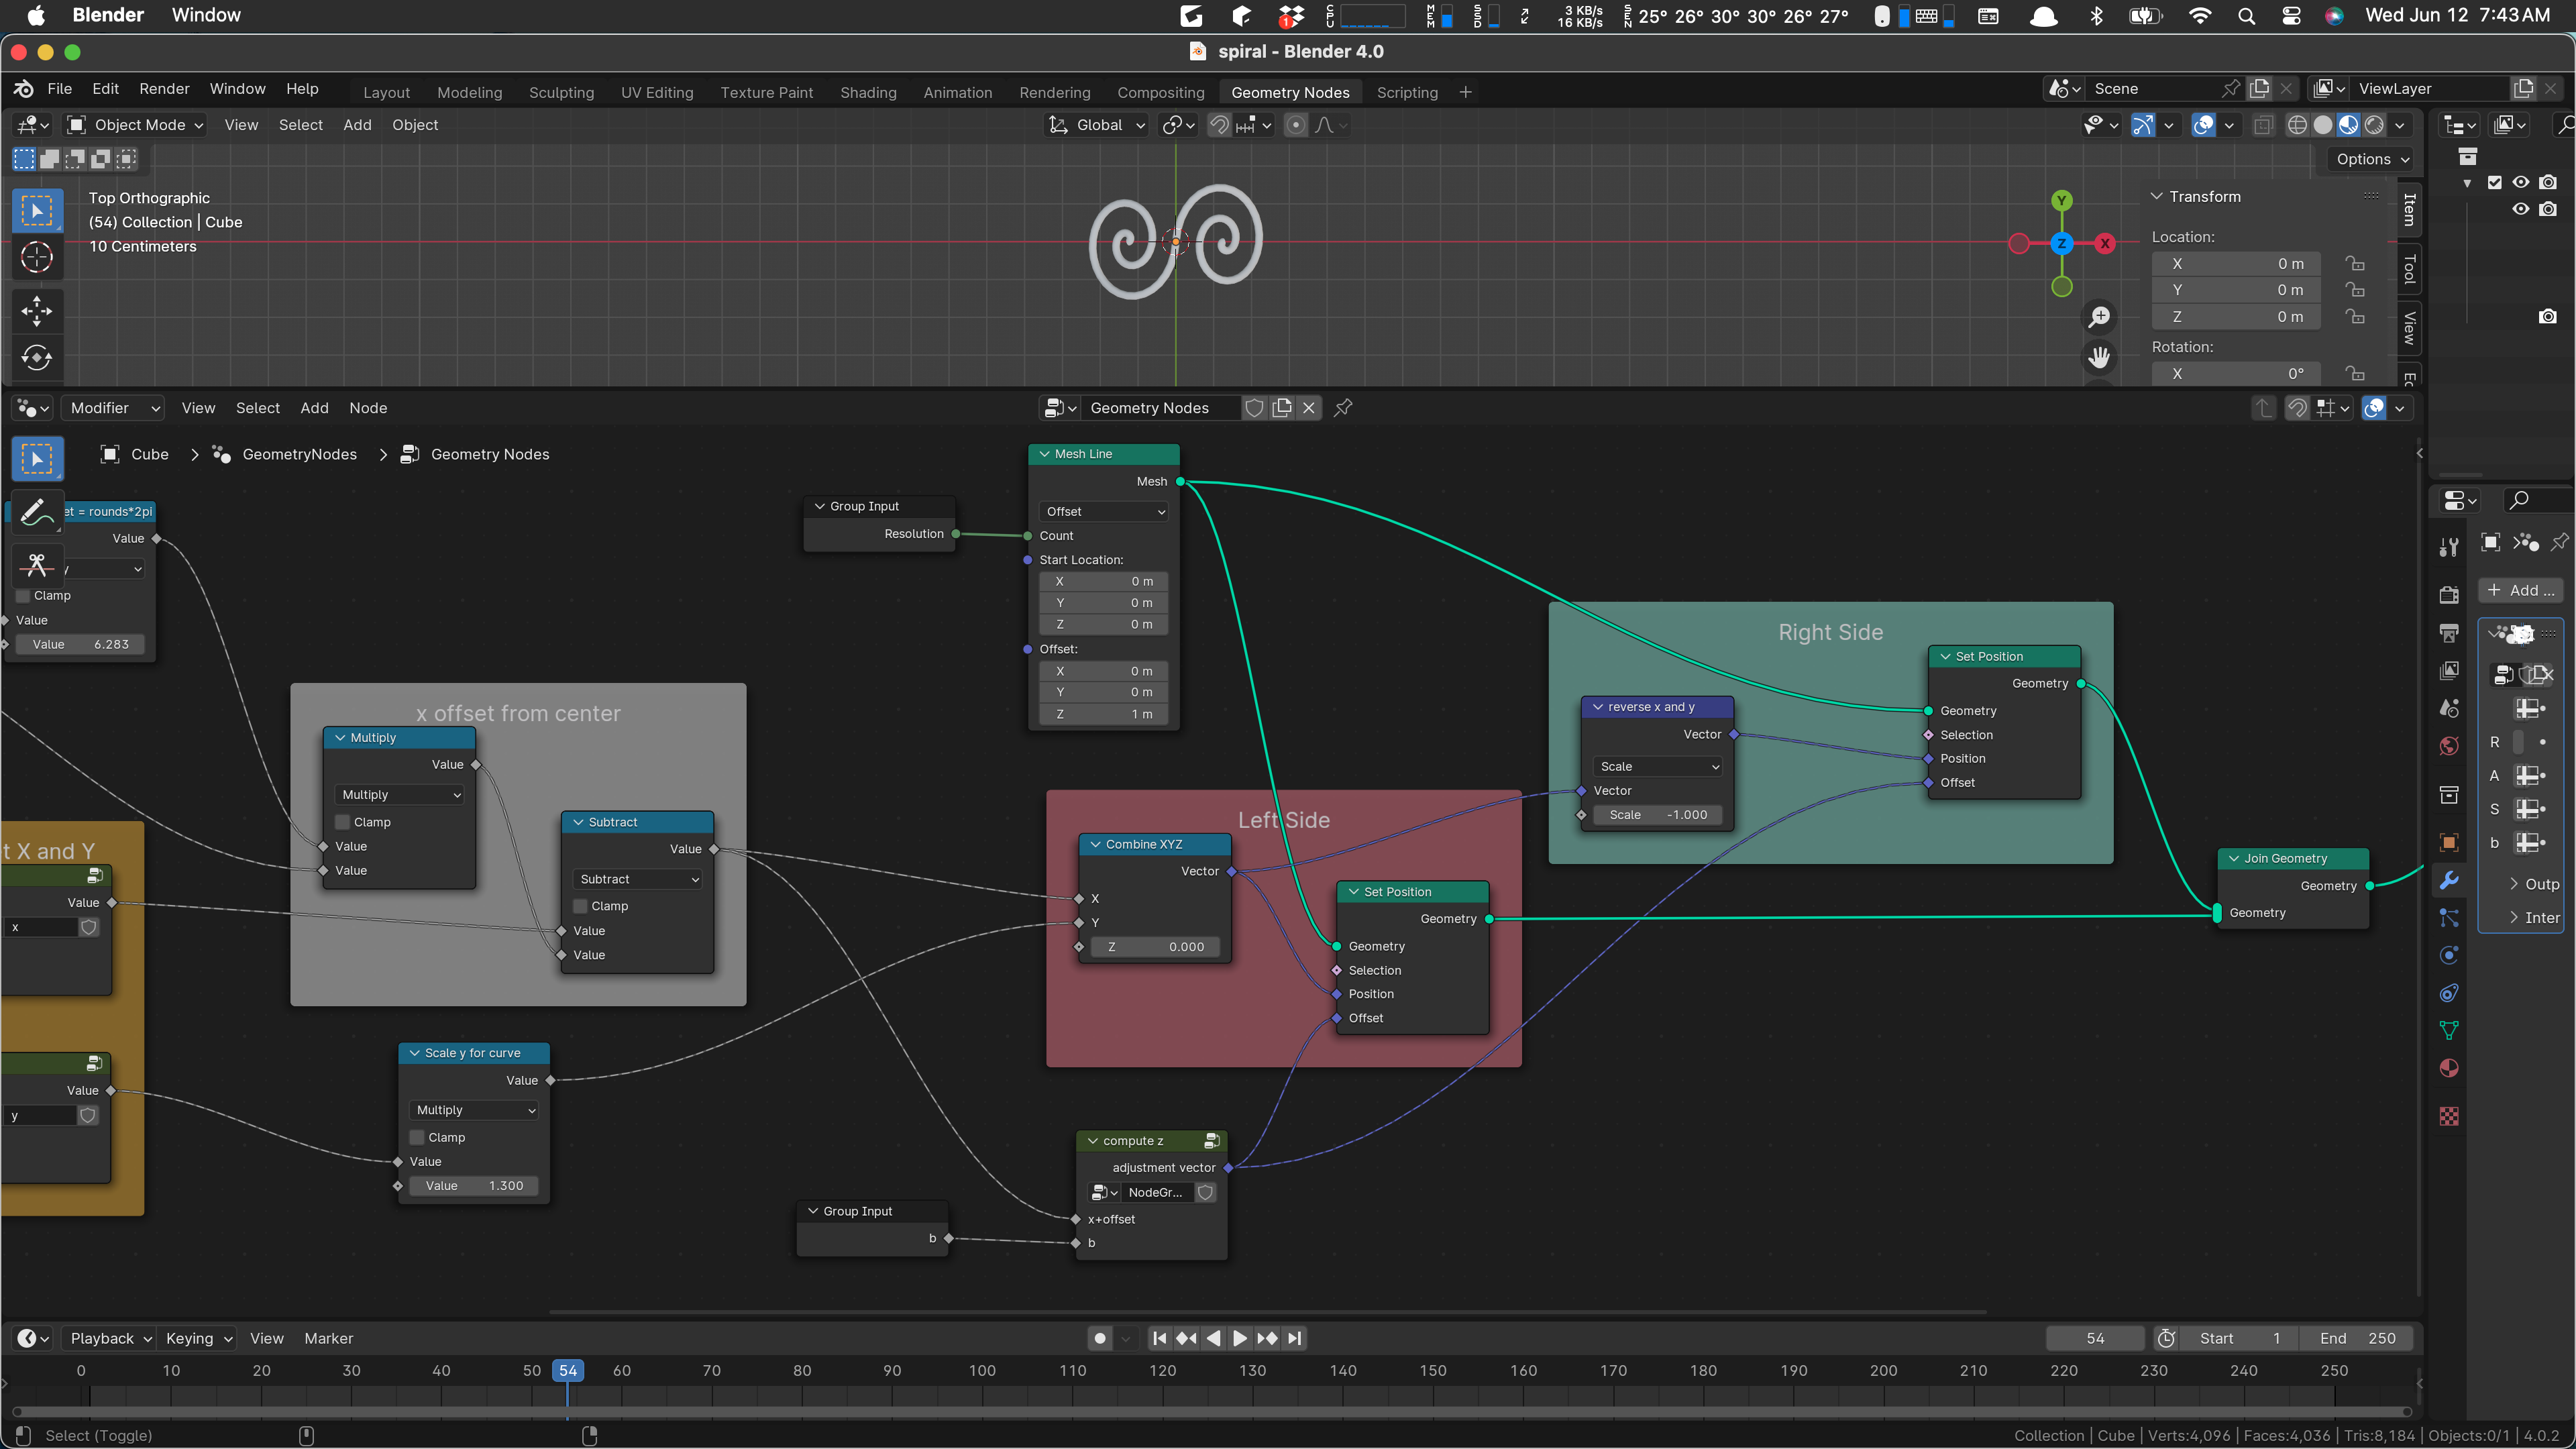 Blender Window
CPU MEM SSD 3 KB/s 16 KB/s SEN 25° 26° 30° 30° 26° 27° Wed Jun 12 7:43 AM
1
spiral - Blender 4.0
File Edit Render Window Help Layout Modeling Sculpting UV Editing Texture Paint Shading Animation Rendering Compositing Geometry Nodes Scripting + Scene ViewLayer
Object Mode View Select Add Object Global
Options
Top Orthographic
(54) Collection | Cube
10 Centimeters
Y
Z
X
Transform
Location:
X 0 m
Y 0 m
Z 0 m
Rotation:
X 0°
Item
Tool
View
Modifier View Select Add Node Geometry Nodes
Cube > GeometryNodes > Geometry Nodes
et = rounds*2pi
Value
y
Clamp
Value
Value 6.283
Group Input
Resolution
Mesh Line
Mesh
Offset
Count
Start Location:
X 0 m
Y 0 m
Z 0 m
Offset:
X 0 m
Y 0 m
Z 1 m
x offset from center
Multiply
Value
Multiply
Clamp
Value
Value
Subtract
Value
Subtract
Clamp
Value
Value
t X and Y
Value
x
Value
y
Scale y for curve
Value
Multiply
Clamp
Value
Value 1.300
Left Side
Combine XYZ
Vector
X
Y
Z 0.000
Set Position
Geometry
Geometry
Selection
Position
Offset
Right Side
reverse x and y
Vector
Scale
Vector
Scale -1.000
Set Position
Geometry
Geometry
Selection
Position
Offset
Join Geometry
Geometry
Geometry
compute z
adjustment vector
NodeGr...
x+offset
b
Group Input
b
+ Add ...
R
A
S
b
> Outp
> Inter
Playback Keying View Marker 54 Start 1 End 250
0 10 20 30 40 50 54 60 70 80 90 100 110 120 130 140 150 160 170 180 190 200 210 220 230 240 250
Select (Toggle) Collection | Cube | Verts:4,096 | Faces:4,036 | Tris:8,184 | Objects:0/1 | 4.0.2